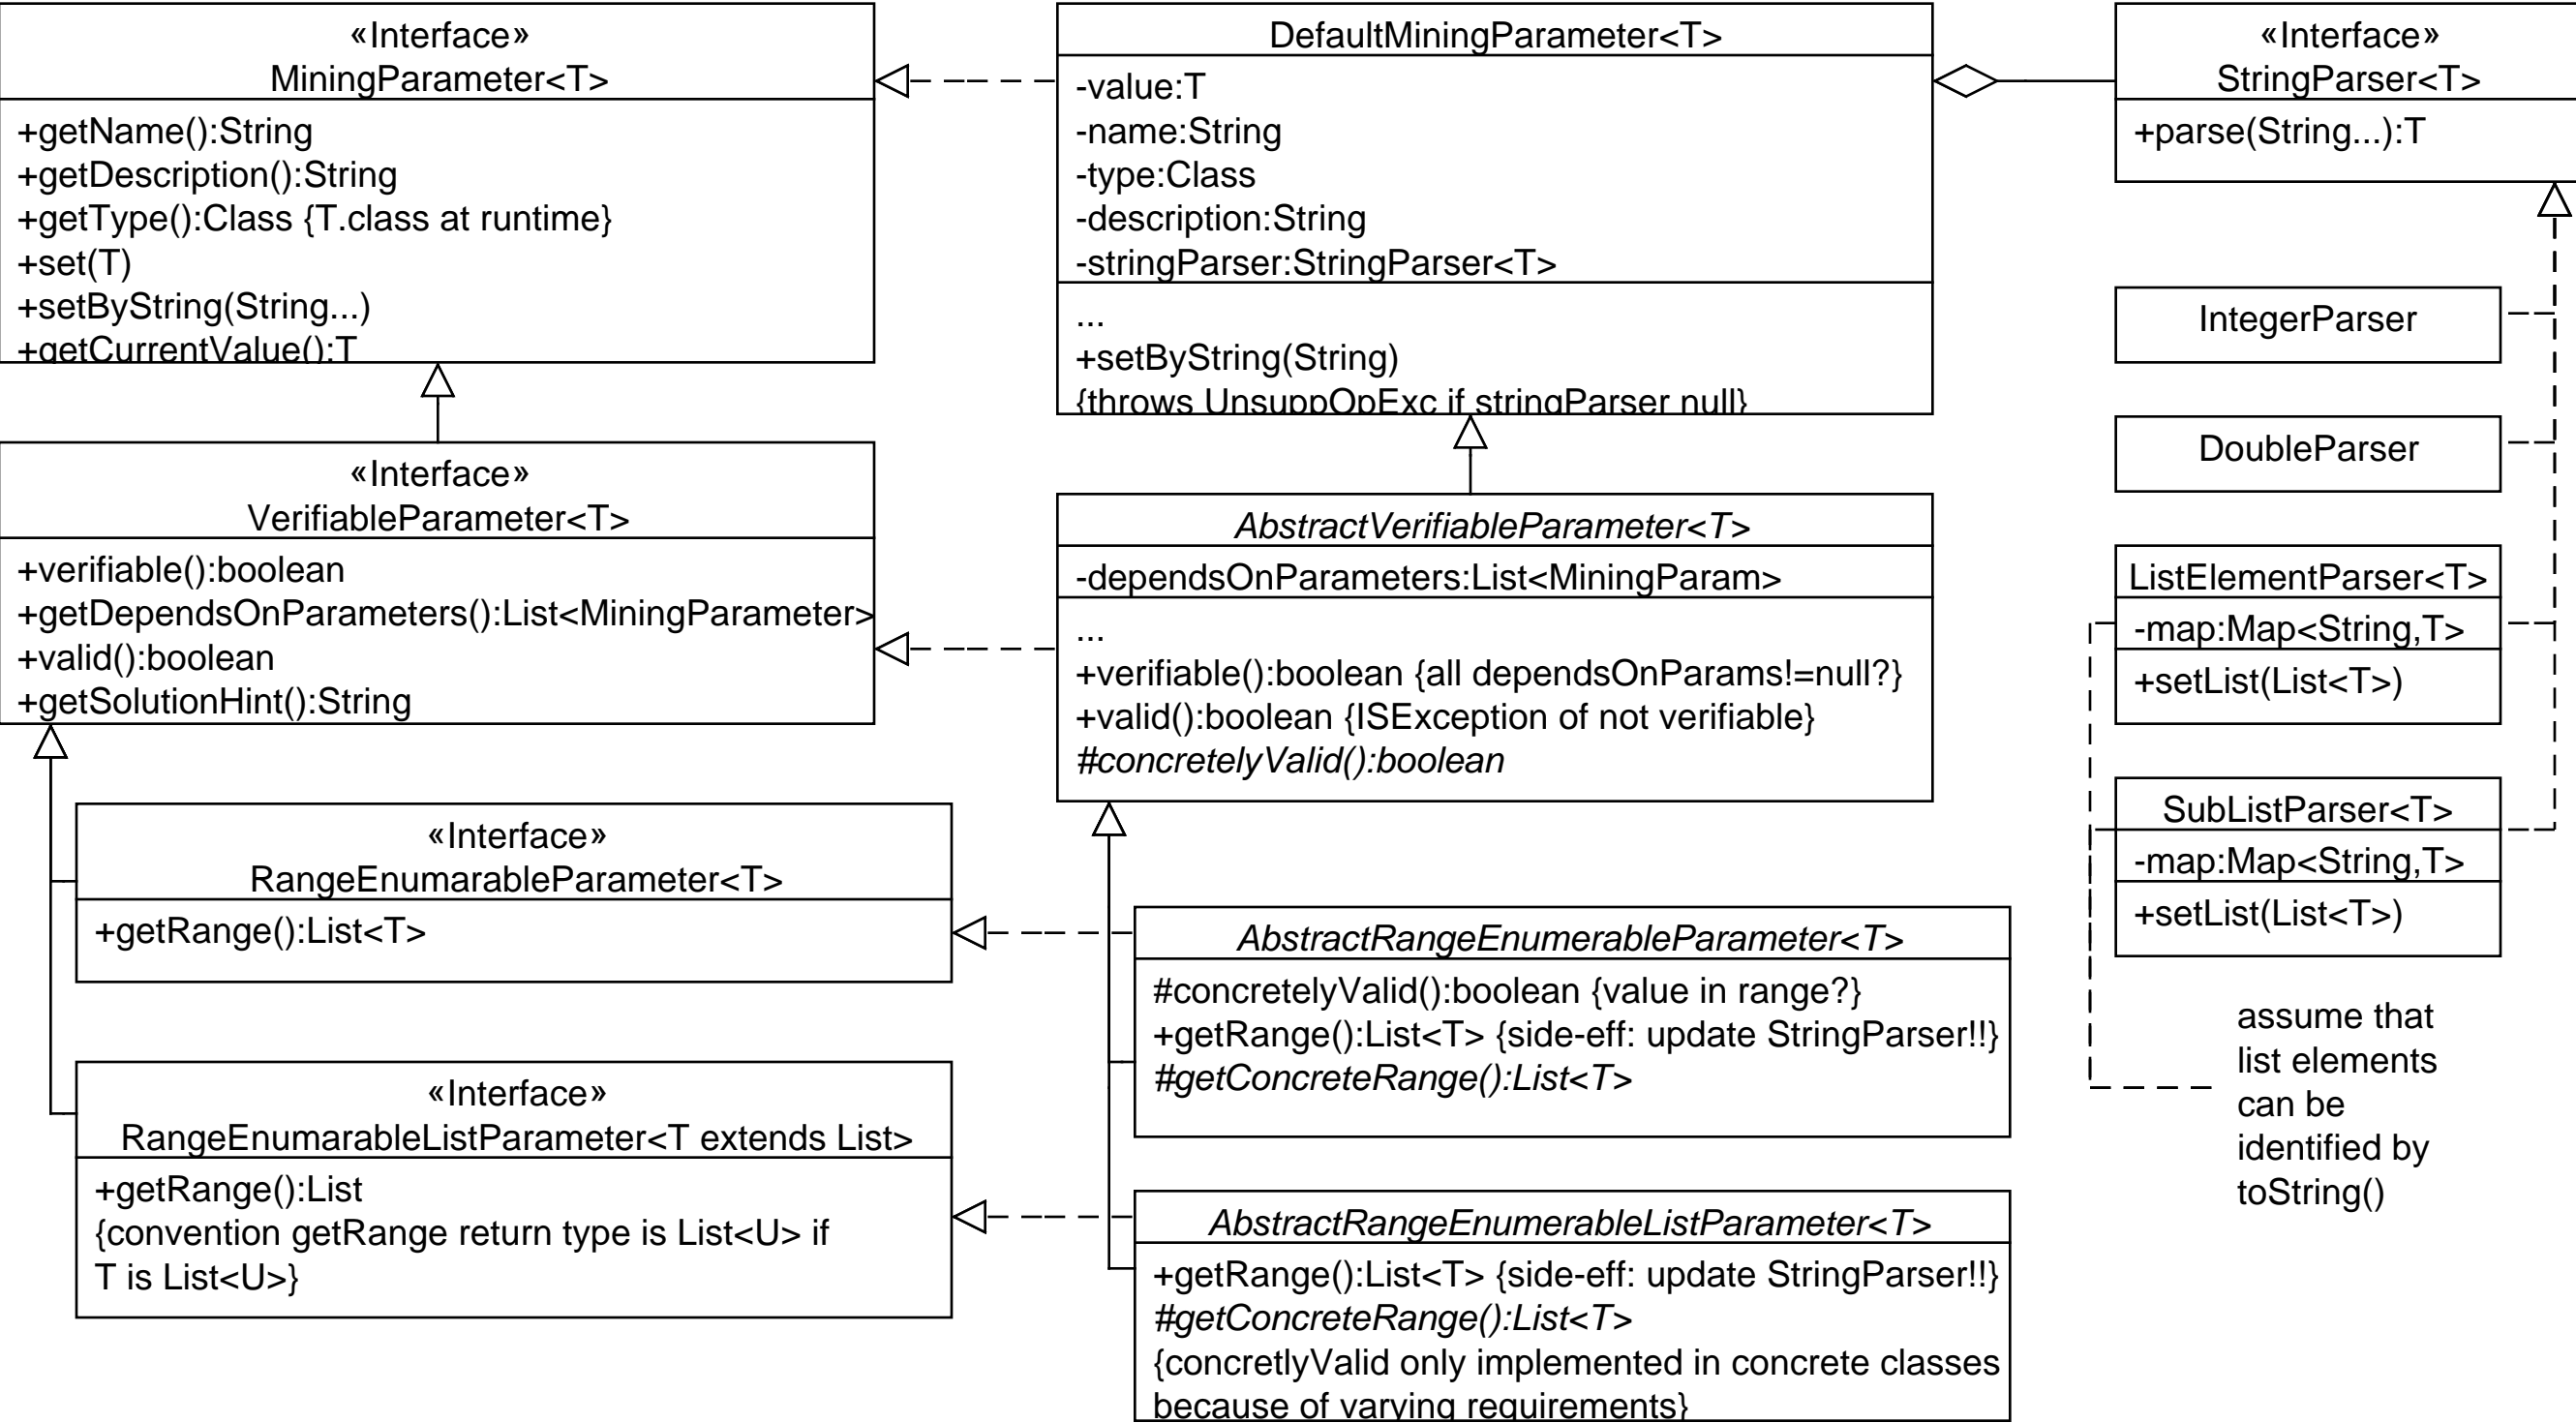 «Interface»
MiningParameter<T>
+getName():String
+getDescription():String
+getType():Class {T.class at runtime}
+set(T)
+setByString(String...)
+getCurrentValue():T
«Interface»
VerifiableParameter<T>
+verifiable():boolean
+getDependsOnParameters():List<MiningParameter>
+valid():boolean
+getSolutionHint():String
«Interface»
RangeEnumarableParameter<T>
+getRange():List<T>
«Interface»
RangeEnumarableListParameter<T extends List>
+getRange():List
{convention getRange return type is List<U> if
T is List<U>}
DefaultMiningParameter<T>
-value:T
-name:String
-type:Class
-description:String
-stringParser:StringParser<T>
...
+setByString(String)
{throws UnsuppOpExc if stringParser null}
AbstractVerifiableParameter<T>
-dependsOnParameters:List<MiningParam>
...
+verifiable():boolean {all dependsOnParams!=null?}
+valid():boolean {ISException of not verifiable}
#concretelyValid():boolean
AbstractRangeEnumerableParameter<T>
#concretelyValid():boolean {value in range?}
+getRange():List<T> {side-eff: update StringParser!!}
#getConcreteRange():List<T>
AbstractRangeEnumerableListParameter<T>
+getRange():List<T> {side-eff: update StringParser!!}
#getConcreteRange():List<T>
{concretlyValid only implemented in concrete classes
because of varying requirements}
«Interface»
StringParser<T>
+parse(String...):T
IntegerParser
DoubleParser
ListElementParser<T>
-map:Map<String,T>
+setList(List<T>)
SubListParser<T>
-map:Map<String,T>
+setList(List<T>)
assume that
list elements
can be
identified by
toString()